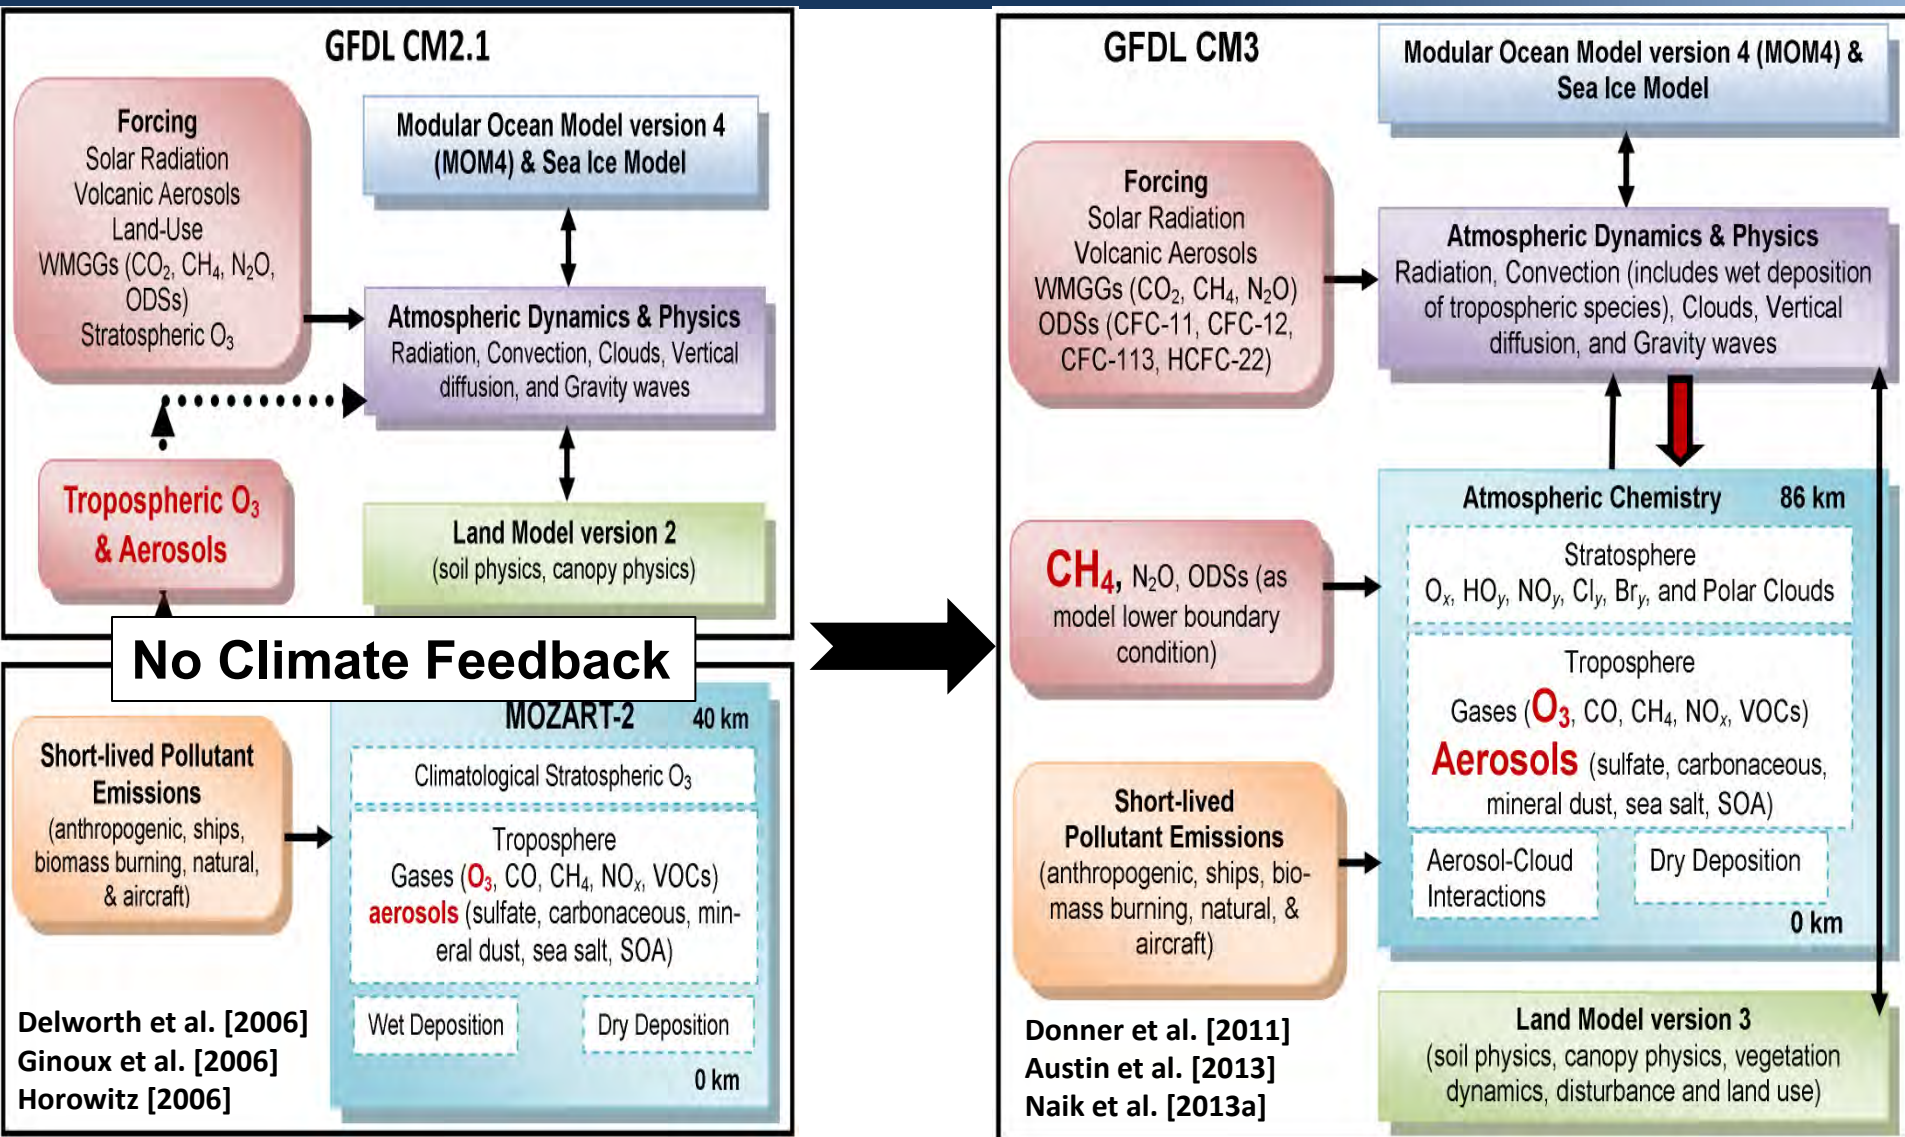 GFDL CM2.1
Forcing
Solar Radiation
Volcanic Aerosols
Land-Use
WMGGs (CO₂, CH₄, N₂O,
ODSs)
Stratospheric O₃
Modular Ocean Model version 4
(MOM4) & Sea Ice Model
Atmospheric Dynamics & Physics
Radiation, Convection, Clouds, Vertical
diffusion, and Gravity waves
Tropospheric O₃
& Aerosols
Land Model version 2
(soil physics, canopy physics)
No Climate Feedback
MOZART-2 40 km
Short-lived Pollutant
Emissions
(anthropogenic, ships,
biomass burning, natural,
& aircraft)
Climatological Stratospheric O₃
Troposphere
Gases (O₃, CO, CH₄, NOₓ, VOCs)
aerosols (sulfate, carbonaceous, min-
eral dust, sea salt, SOA)
Wet Deposition
Dry Deposition
0 km
Delworth et al. [2006]
Ginoux et al. [2006]
Horowitz [2006]
GFDL CM3
Modular Ocean Model version 4 (MOM4) &
Sea Ice Model
Forcing
Solar Radiation
Volcanic Aerosols
WMGGs (CO₂, CH₄, N₂O)
ODSs (CFC-11, CFC-12,
CFC-113, HCFC-22)
Atmospheric Dynamics & Physics
Radiation, Convection (includes wet deposition
of tropospheric species), Clouds, Vertical
diffusion, and Gravity waves
CH₄, N₂O, ODSs (as
model lower boundary
condition)
Atmospheric Chemistry 86 km
Stratosphere
Oₓ, HOᵧ, NOᵧ, Clᵧ, Brᵧ, and Polar Clouds
Troposphere
Gases (O₃, CO, CH₄, NOₓ, VOCs)
Aerosols (sulfate, carbonaceous,
mineral dust, sea salt, SOA)
Aerosol-Cloud
Interactions
Dry Deposition
0 km
Short-lived
Pollutant Emissions
(anthropogenic, ships, bio-
mass burning, natural, &
aircraft)
Land Model version 3
(soil physics, canopy physics, vegetation
dynamics, disturbance and land use)
Donner et al. [2011]
Austin et al. [2013]
Naik et al. [2013a]